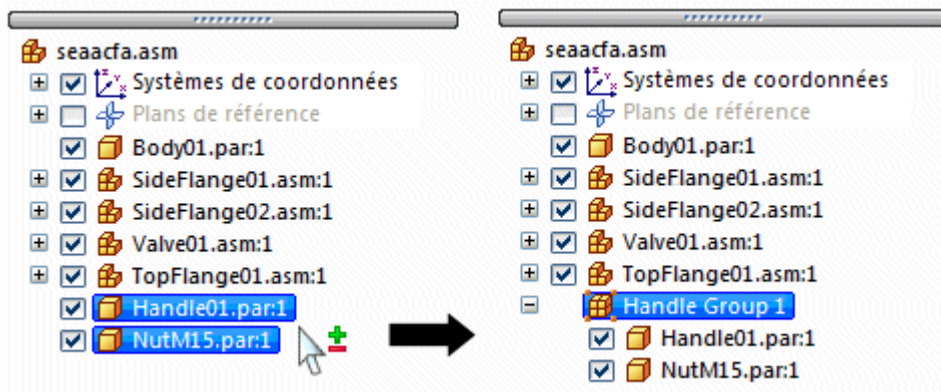 seaacfa.asm
Systèmes de coordonnées
Plans de référence
Body01.par:1
SideFlange01.asm:1
SideFlange02.asm:1
Valve01.asm:1
TopFlange01.asm:1
Handle01.par:1
NutM15.par:1
seaacfa.asm
Systèmes de coordonnées
Plans de référence
Body01.par:1
SideFlange01.asm:1
SideFlange02.asm:1
Valve01.asm:1
TopFlange01.asm:1
Handle Group 1
Handle01.par:1
NutM15.par:1